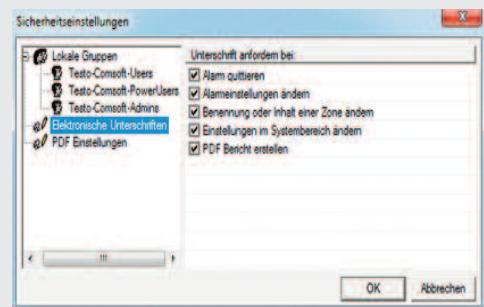 Sicherheitseinstellungen
Lokale Gruppen
Testo-Comsoft-Users
Testo-Comsoft-PowerUsers
Testo-Comsoft-Admins
Elektronische Unterschriften
PDF Einstellungen
Unterschrift anfordern bei:
Alarm quittieren
Alarmeinstellungen ändern
Benennung oder Inhalt einer Zone ändern
Einstellungen im Systembereich ändern
PDF Bericht erstellen
OK
Abbrechen